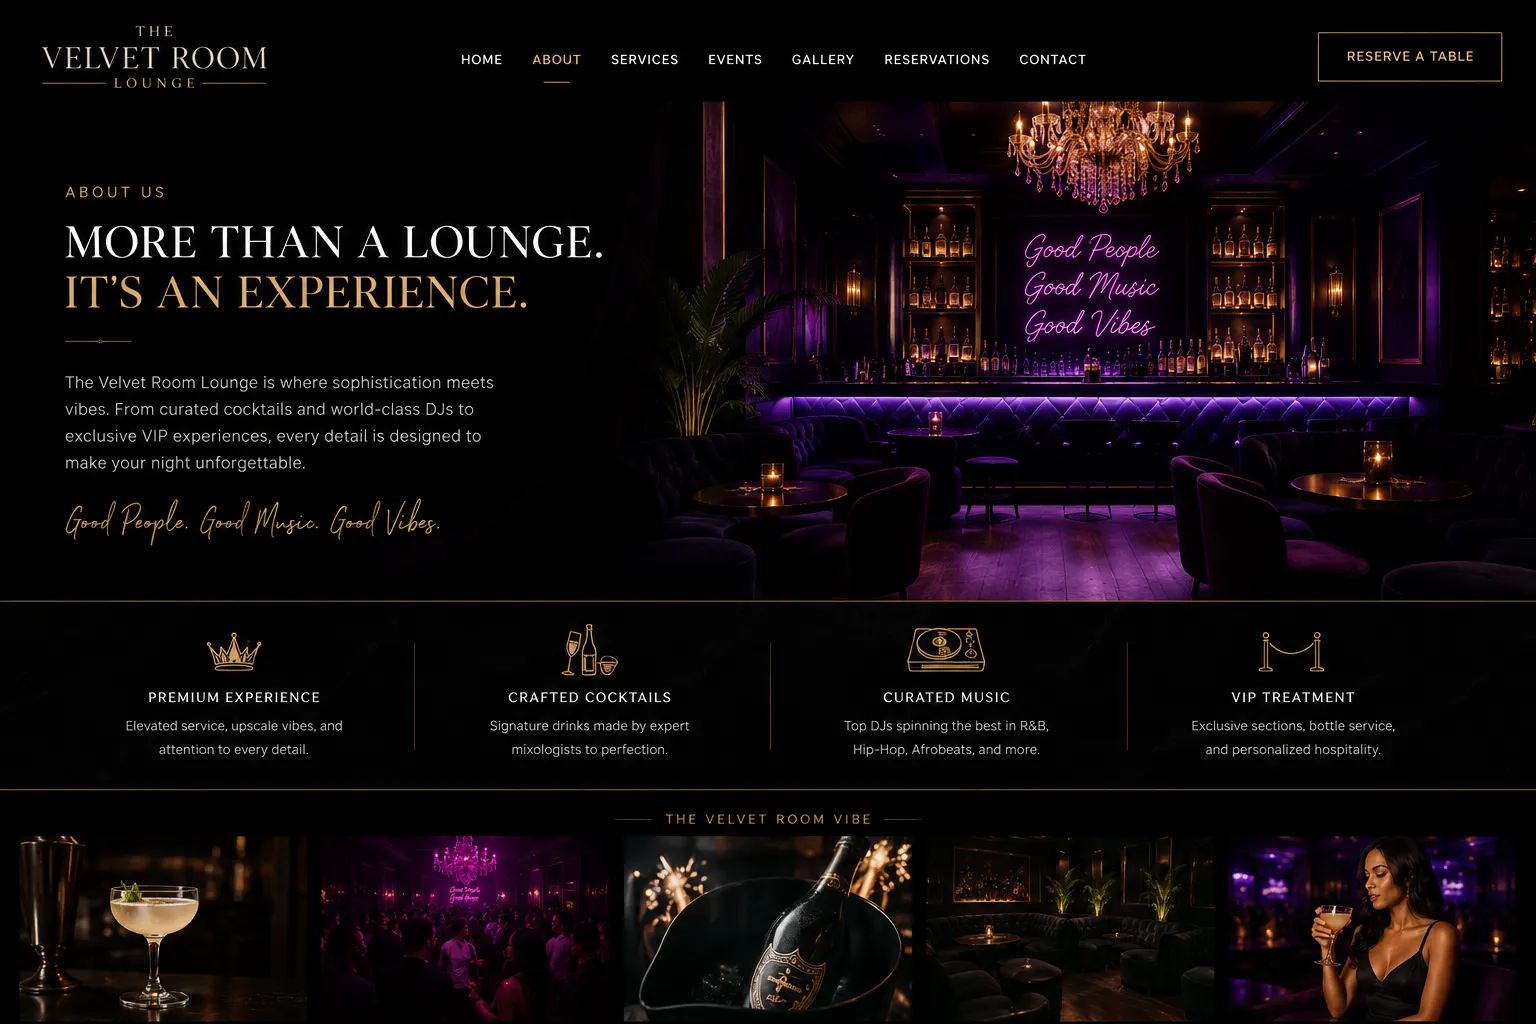 THE
VELVET ROOM
LOUNGE
HOME
ABOUT
SERVICES
EVENTS
GALLERY
RESERVATIONS
CONTACT
RESERVE A TABLE
ABOUT US
MORE THAN A LOUNGE.
IT'S AN EXPERIENCE.
The Velvet Room Lounge is where sophistication meets
vibes. From curated cocktails and world-class DJs to
exclusive VIP experiences, every detail is designed to
make your night unforgettable.
Good People. Good Music. Good Vibes.
Good People
Good Music
Good Vibes
PREMIUM EXPERIENCE
Elevated service, upscale vibes, and
attention to every detail.
CRAFTED COCKTAILS
Signature drinks made by expert
mixologists to perfection.
CURATED MUSIC
Top DJs spinning the best in R&B,
Hip-Hop, Afrobeats, and more.
VIP TREATMENT
Exclusive sections, bottle service,
and personalized hospitality.
THE VELVET ROOM VIBE